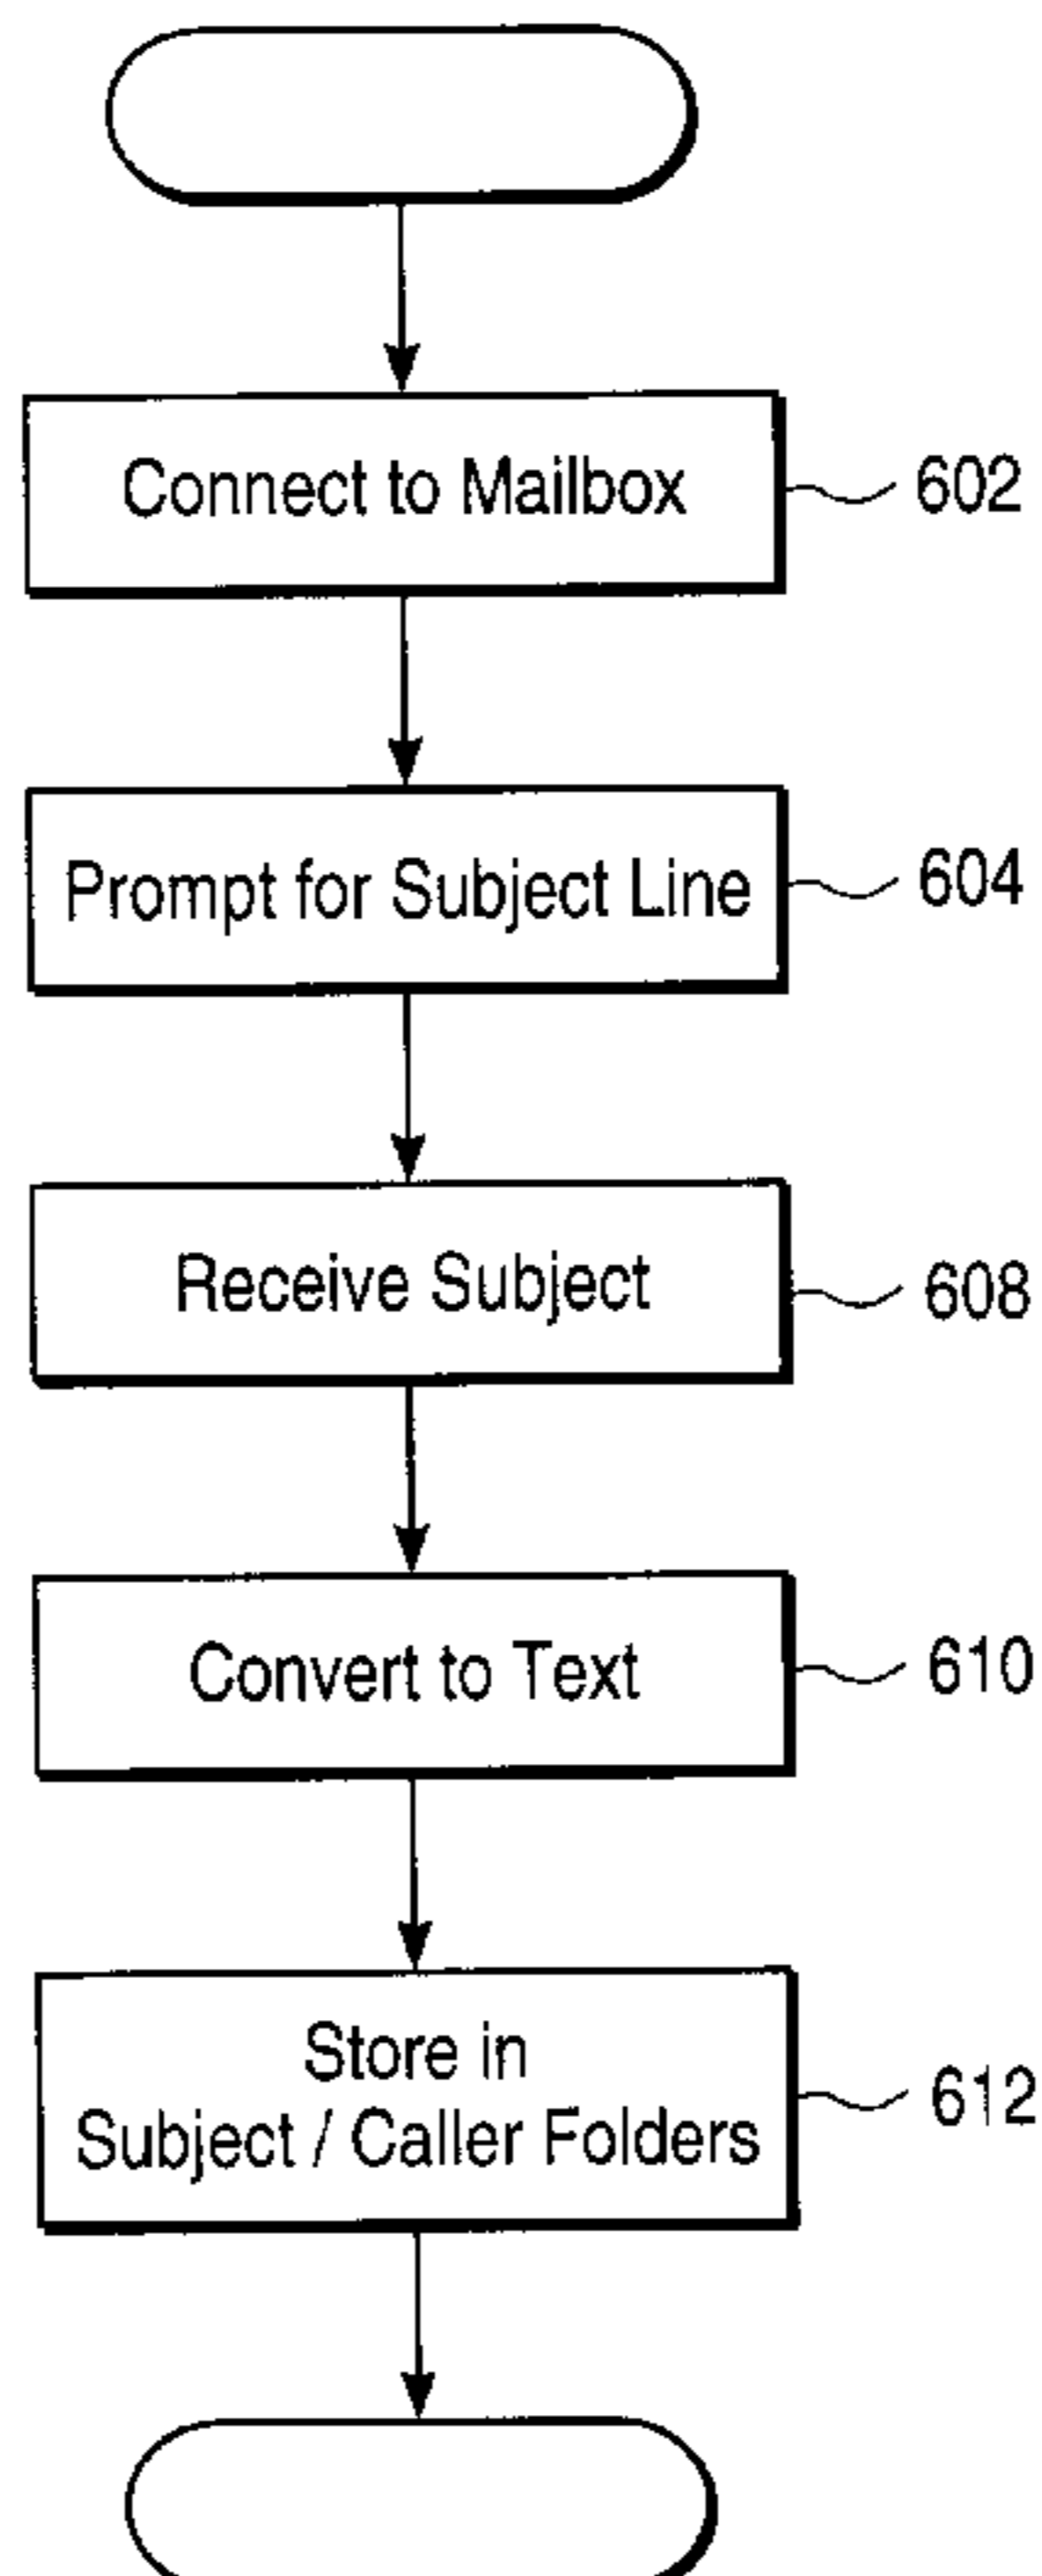 Connect to Mailbox
602
Prompt for Subject Line
604
Receive Subject
608
Convert to Text
610
Store in
Subject / Caller Folders
612